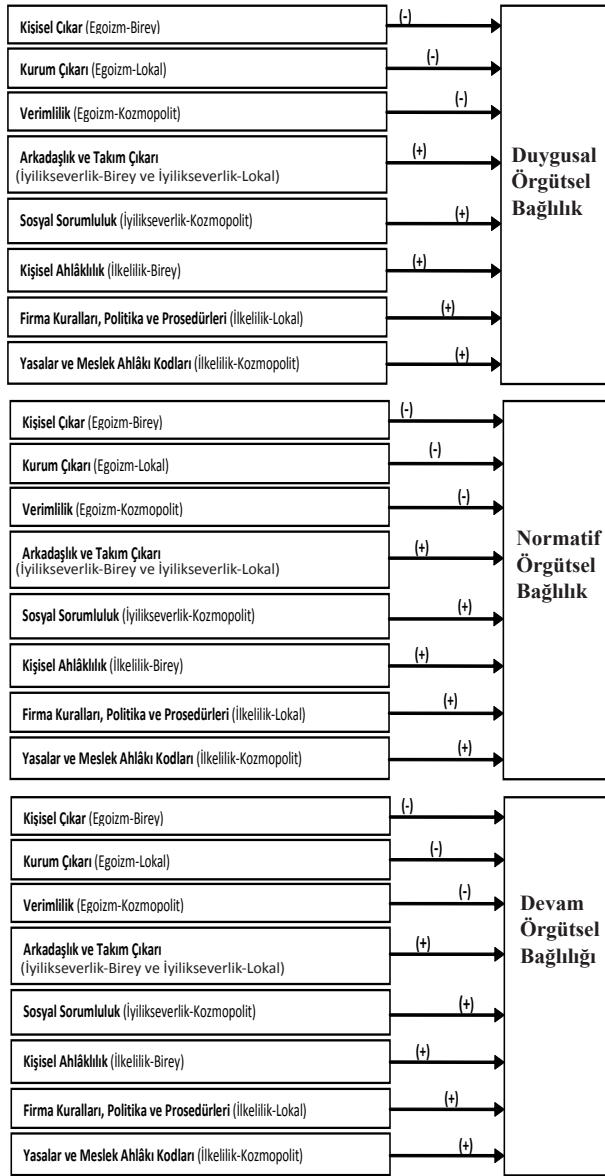 Kişisel Çıkar (Egoizm-Birey)
(-)
Kurum Çıkarı (Egoizm-Lokal)
(-)
Verimlilik (Egoizm-Kozmopolit)
(-)
Arkadaşlık ve Takım Çıkarı
(İyilikseverlik-Birey ve İyilikseverlik-Lokal)
(+)
Sosyal Sorumluluk (İyilikseverlik-Kozmopolit)
(+)
Kişisel Ahlâklılık (İlkelilik-Birey)
(+)
Firma Kuralları, Politika ve Prosedürleri (İlkelilik-Lokal)
(+)
Yasalar ve Meslek Ahlâkı Kodları (İlkelilik-Kozmopolit)
(+)
Duygusal
Örgütsel
Bağlılık
Kişisel Çıkar (Egoizm-Birey)
(-)
Kurum Çıkarı (Egoizm-Lokal)
(-)
Verimlilik (Egoizm-Kozmopolit)
(-)
Arkadaşlık ve Takım Çıkarı
(İyilikseverlik-Birey ve İyilikseverlik-Lokal)
(+)
Sosyal Sorumluluk (İyilikseverlik-Kozmopolit)
(+)
Kişisel Ahlâklılık (İlkelilik-Birey)
(+)
Firma Kuralları, Politika ve Prosedürleri (İlkelilik-Lokal)
(+)
Yasalar ve Meslek Ahlâkı Kodları (İlkelilik-Kozmopolit)
(+)
Normatif
Örgütsel
Bağlılık
Kişisel Çıkar (Egoizm-Birey)
(-)
Kurum Çıkarı (Egoizm-Lokal)
(-)
Verimlilik (Egoizm-Kozmopolit)
(-)
Arkadaşlık ve Takım Çıkarı
(İyilikseverlik-Birey ve İyilikseverlik-Lokal)
(+)
Sosyal Sorumluluk (İyilikseverlik-Kozmopolit)
(+)
Kişisel Ahlâklılık (İlkelilik-Birey)
(+)
Firma Kuralları, Politika ve Prosedürleri (İlkelilik-Lokal)
(+)
Yasalar ve Meslek Ahlâkı Kodları (İlkelilik-Kozmopolit)
(+)
Devam
Örgütsel
Bağlılığı